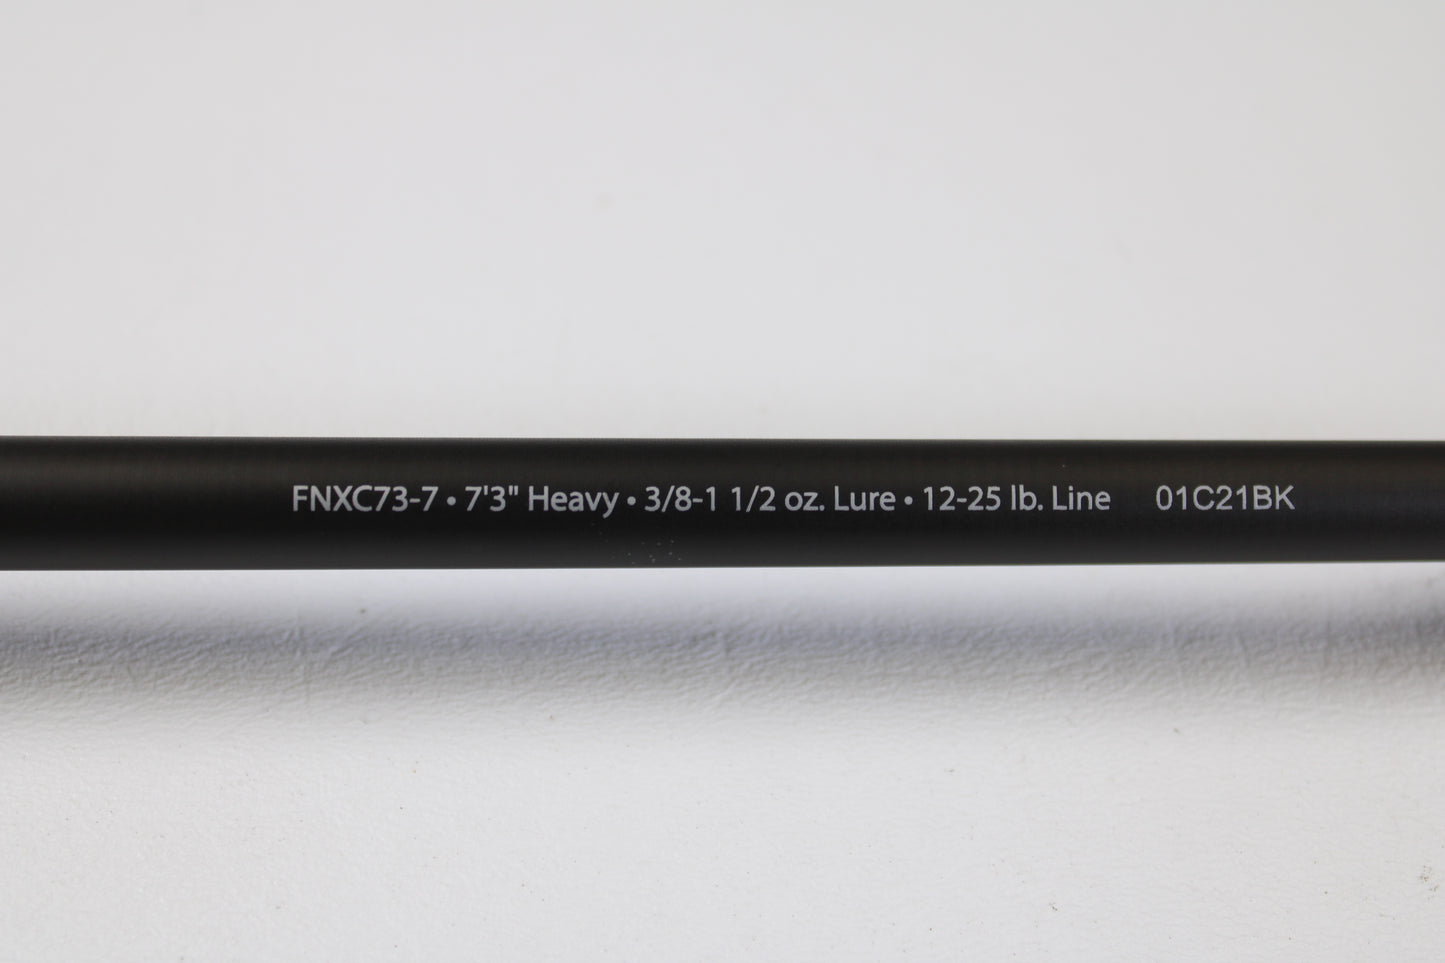 FNXC73-7 • 7'3" Heavy • 3/8-1 1/2 oz. Lure • 12-25 lb. Line 01C21BK